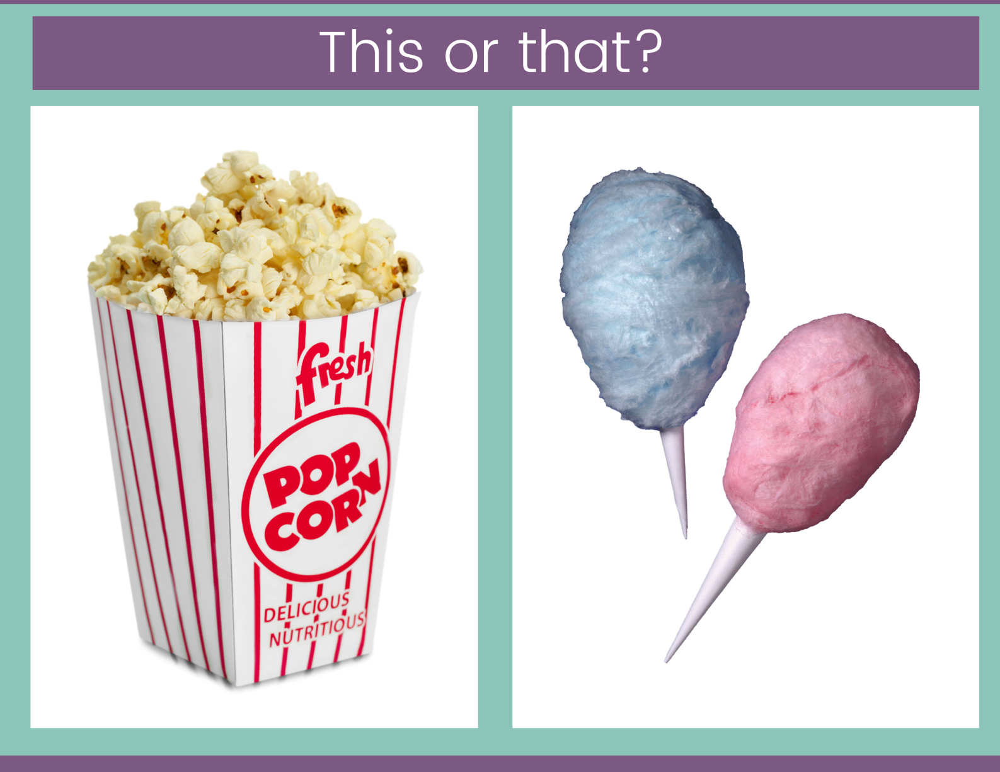 This or that?
fresh
POP
CORN
DELICIOUS
NUTRITIOUS